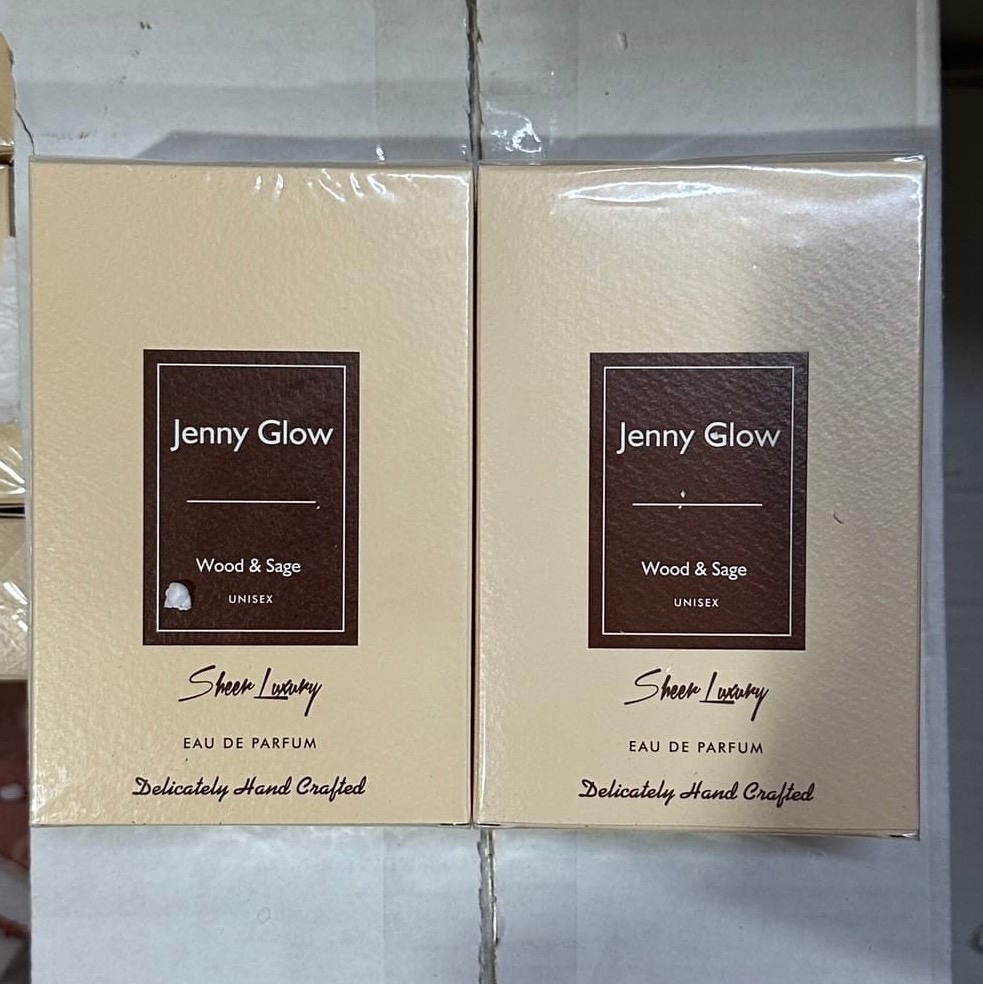 Jenny Glow
Wood & Sage
UNISEX
Sheer Luxury
EAU DE PARFUM
Delicately Hand Crafted
Jenny Glow
Wood & Sage
UNISEX
Sheer Luxury
EAU DE PARFUM
Delicately Hand Crafted